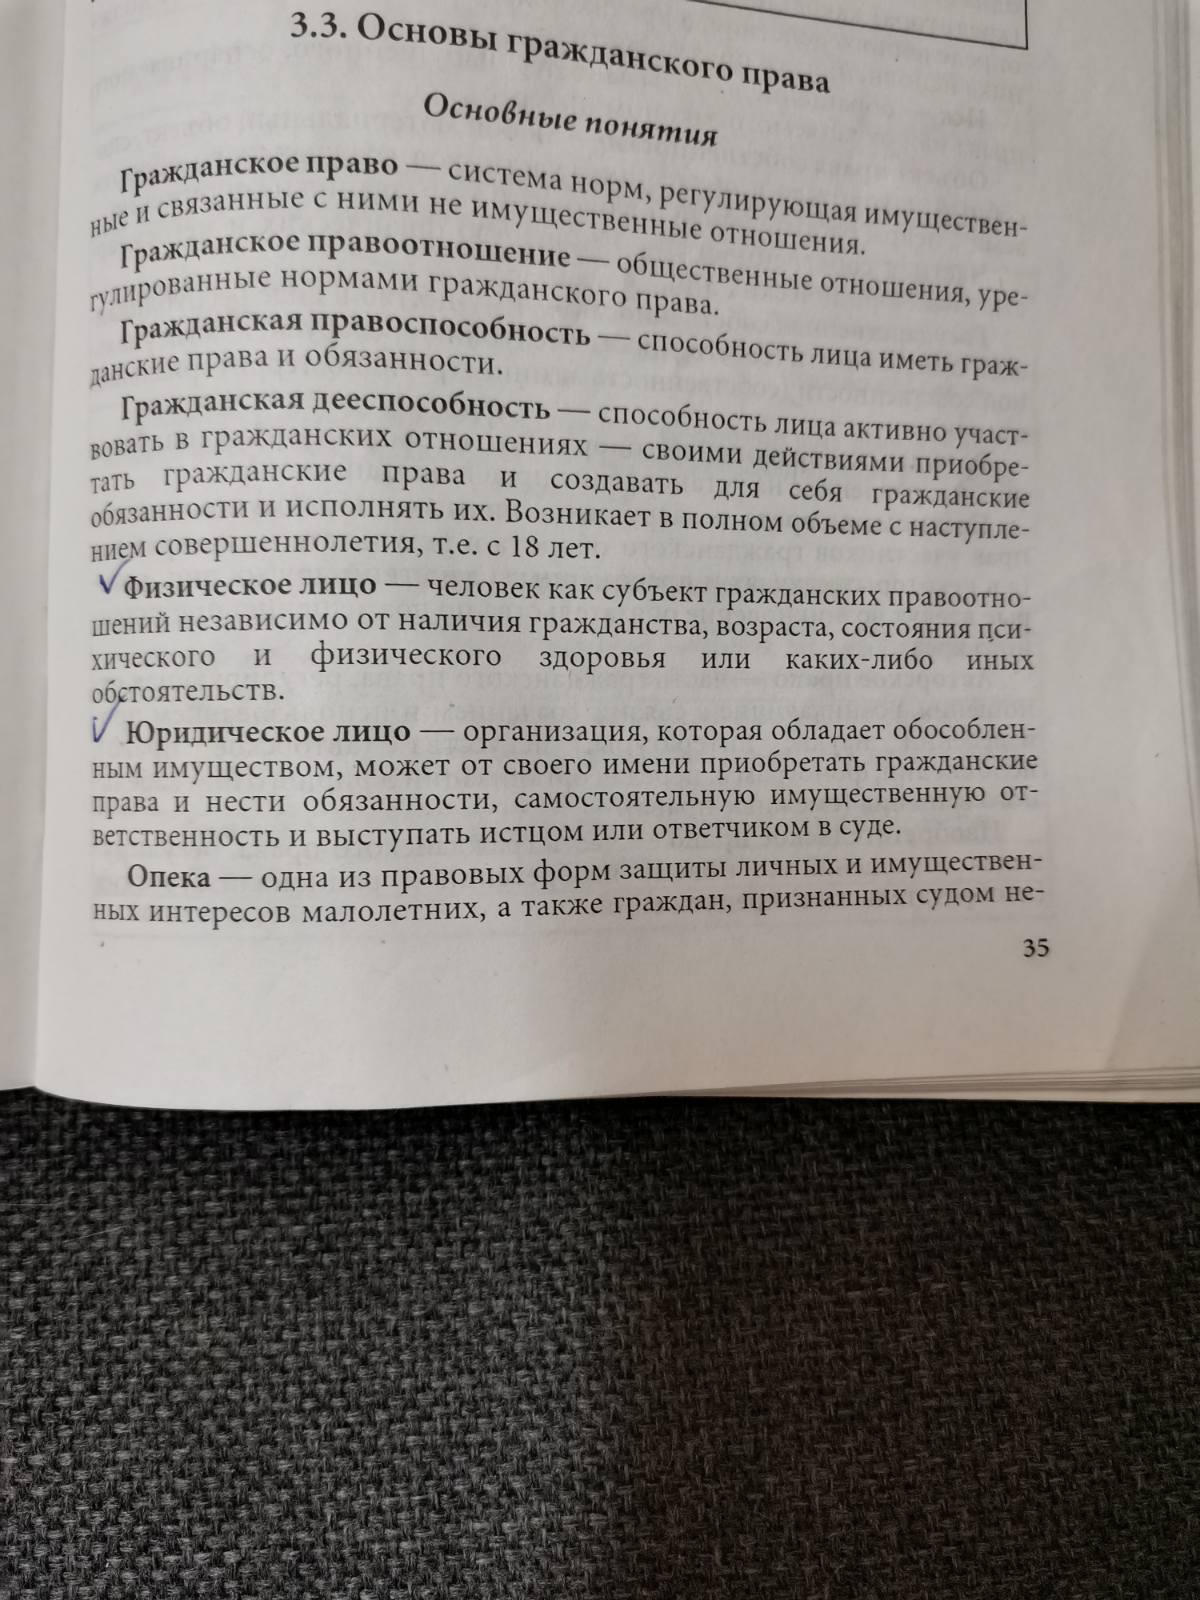 3.3. Основы гражданского права
Основные понятия
Гражданское право — система норм, регулирующая имуществен-
ные и связанные с ними не имущественные отношения.
Гражданское правоотношение — общественные отношения, уре-
гулированные нормами гражданского права.
Гражданская правоспособность — способность лица иметь граж-
данские права и обязанности.
Гражданская дееспособность — способность лица активно участ-
вовать в гражданских отношениях — своими действиями приобре-
тать гражданские права и создавать для себя гражданские
обязанности и исполнять их. Возникает в полном объеме с наступле-
нием совершеннолетия, т.е. с 18 лет.
Физическое лицо — человек как субъект гражданских правоотно-
шений независимо от наличия гражданства, возраста, состояния пси-
хического и физического здоровья или каких-либо иных
обстоятельств.
Юридическое лицо — организация, которая обладает обособлен-
ным имуществом, может от своего имени приобретать гражданские
права и нести обязанности, самостоятельную имущественную от-
ветственность и выступать истцом или ответчиком в суде.
Опека — одна из правовых форм защиты личных и имуществен-
ных интересов малолетних, а также граждан, признанных судом не-
35